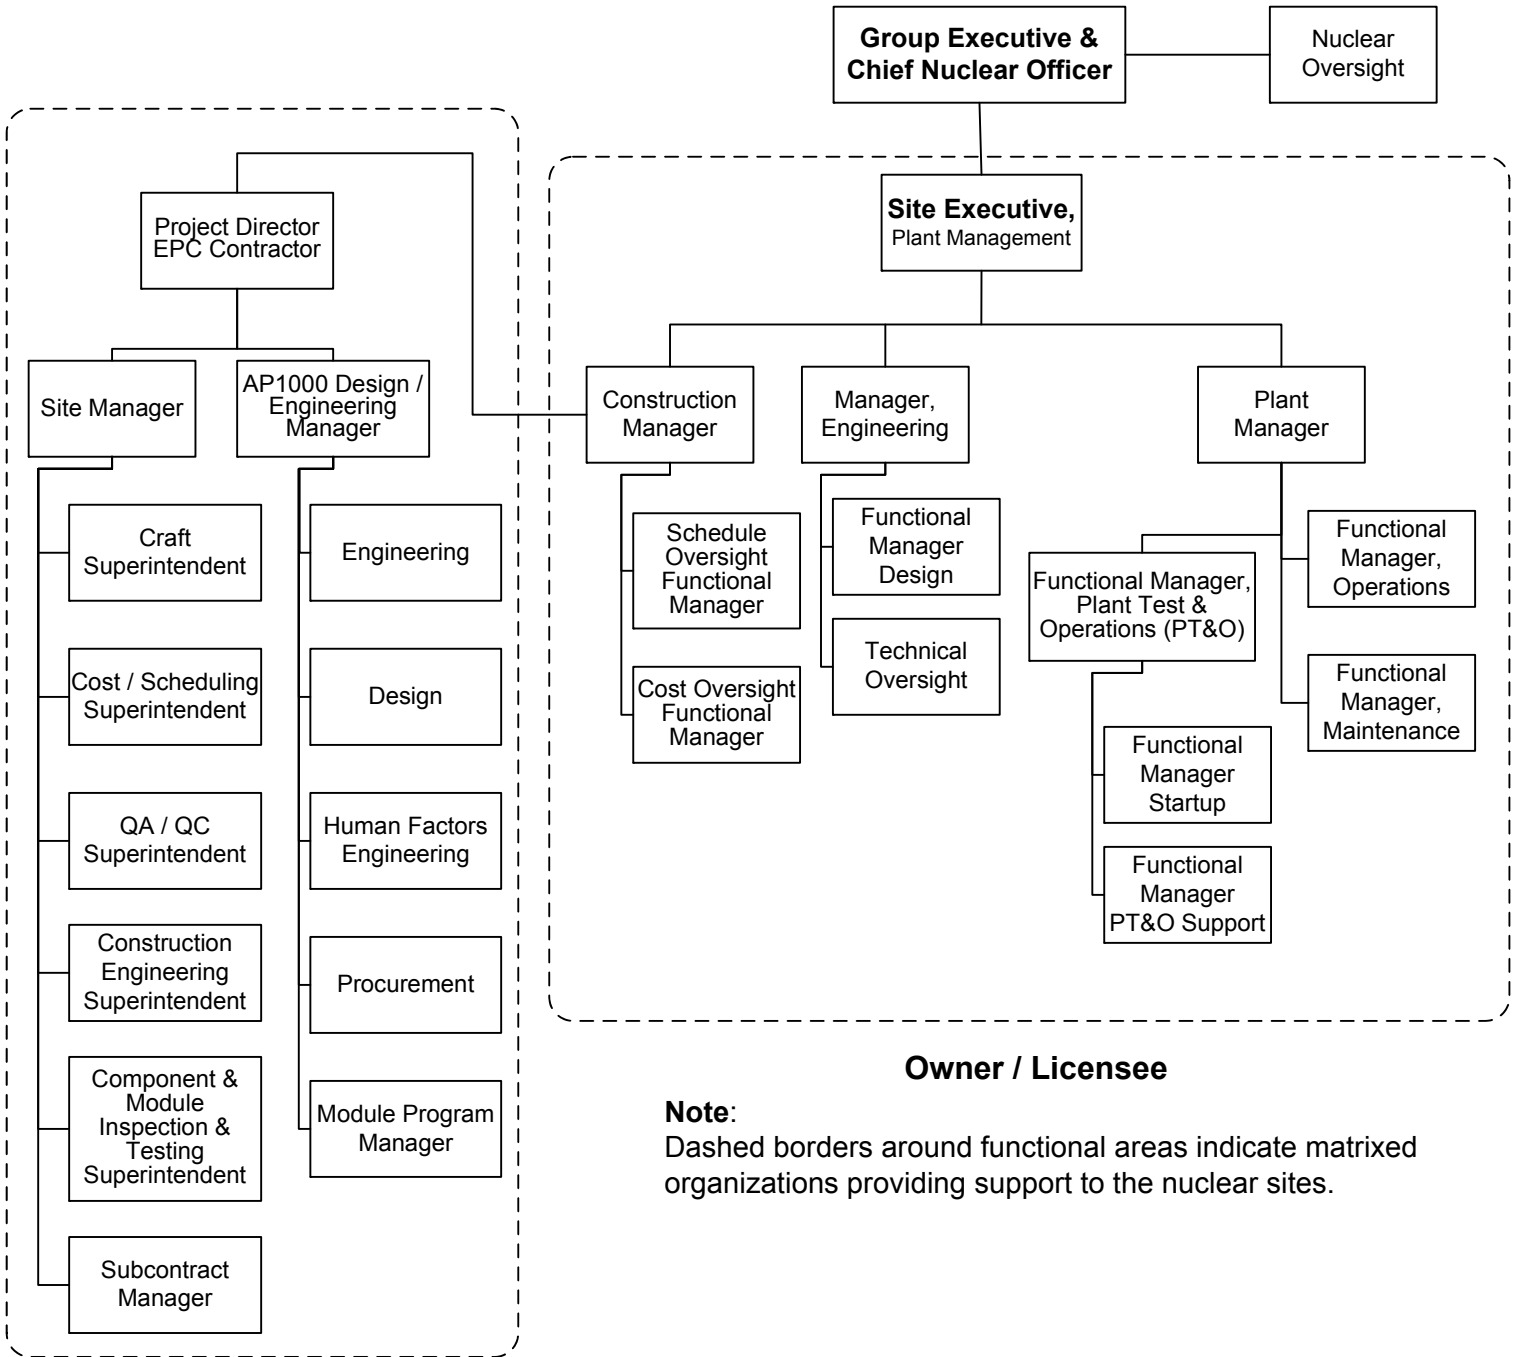 Group Executive &
Chief Nuclear Officer
Nuclear
Oversight
Project Director
EPC Contractor
Site Executive,
Plant Management
Site Manager
AP1000 Design /
Engineering
Manager
Construction
Manager
Manager,
Engineering
Plant
Manager
Craft
Superintendent
Cost / Scheduling
Superintendent
QA / QC
Superintendent
Construction
Engineering
Superintendent
Component &
Module
Inspection &
Testing
Superintendent
Subcontract
Manager
Engineering
Design
Human Factors
Engineering
Procurement
Module Program
Manager
Schedule
Oversight
Functional
Manager
Cost Oversight
Functional
Manager
Functional
Manager
Design
Technical
Oversight
Functional Manager,
Plant Test &
Operations (PT&O)
Functional
Manager
Startup
Functional
Manager
PT&O Support
Functional
Manager,
Operations
Functional
Manager,
Maintenance
Owner / Licensee
Note:
Dashed borders around functional areas indicate matrixed
organizations providing support to the nuclear sites.